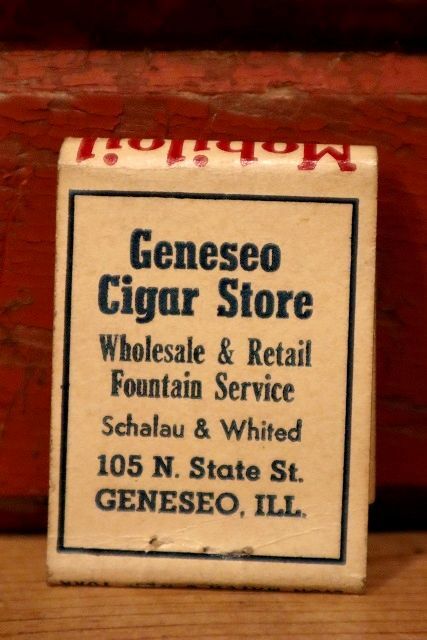 Mobiloil
Geneseo
Cigar Store
Wholesale & Retail
Fountain Service
Schalau & Whited
105 N. State St.
GENESEO, ILL.